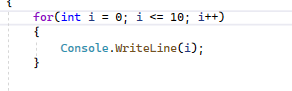 {
for(int i = 0; i <= 10; i++)
{
Console.WriteLine(i);
}